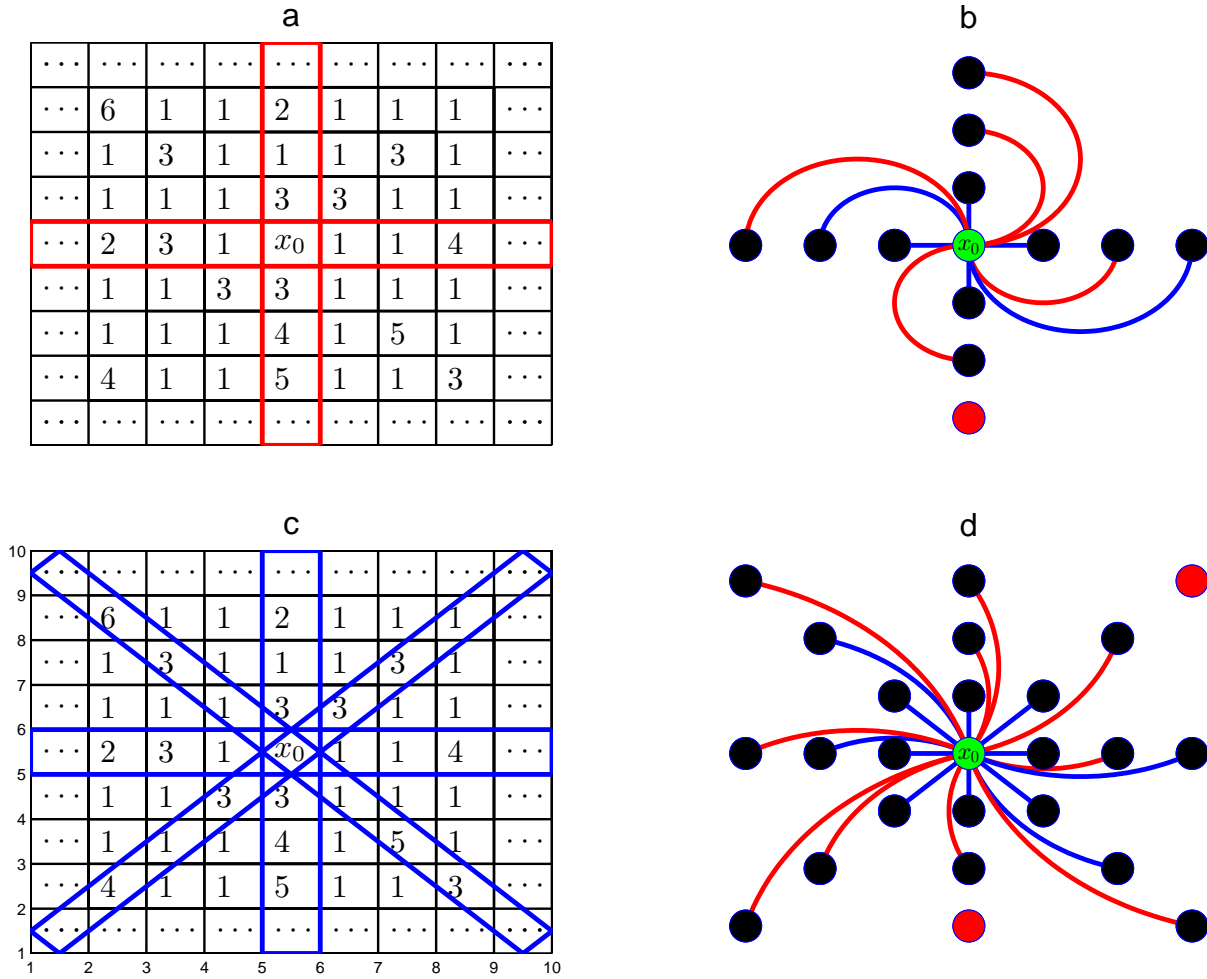 a
b
⋯ ⋯ ⋯ ⋯ ⋯ ⋯ ⋯ ⋯ ⋯
⋯ 6 1 1 2 1 1 1 ⋯
⋯ 1 3 1 1 1 3 1 ⋯
⋯ 1 1 1 3 3 1 1 ⋯
⋯ 2 3 1 x₀ 1 1 4 ⋯
⋯ 1 1 3 3 1 1 1 ⋯
⋯ 1 1 1 4 1 5 1 ⋯
⋯ 4 1 1 5 1 1 3 ⋯
⋯ ⋯ ⋯ ⋯ ⋯ ⋯ ⋯ ⋯ ⋯
x₀
c
d
10
⋯ ⋯ ⋯ ⋯ ⋯ ⋯ ⋯ ⋯ ⋯
9
⋯ 6 1 1 2 1 1 1 ⋯
8
⋯ 1 3 1 1 1 3 1 ⋯
7
⋯ 1 1 1 3 3 1 1 ⋯
6
⋯ 2 3 1 x₀ 1 1 4 ⋯
5
⋯ 1 1 3 3 1 1 1 ⋯
4
⋯ 1 1 1 4 1 5 1 ⋯
3
⋯ 4 1 1 5 1 1 3 ⋯
2
⋯ ⋯ ⋯ ⋯ ⋯ ⋯ ⋯ ⋯ ⋯
1
1 2 3 4 5 6 7 8 9 10
x₀